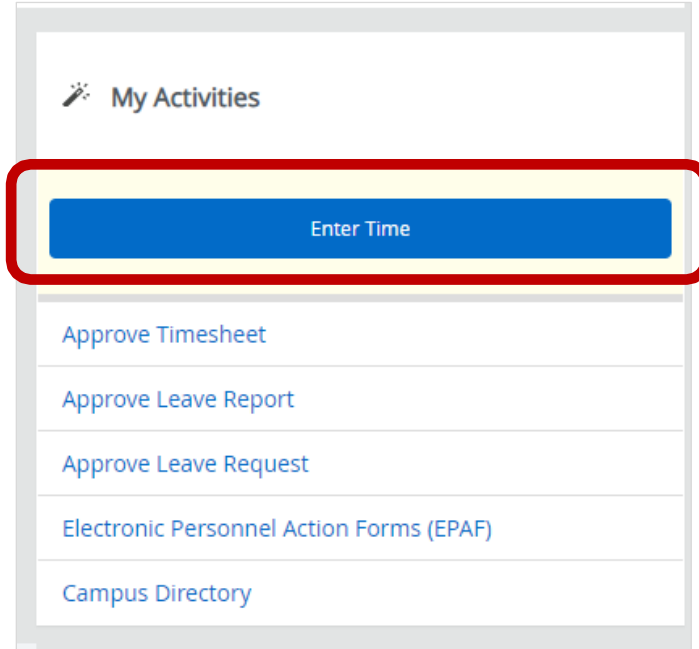 My Activities
Enter Time
Approve Timesheet
Approve Leave Report
Approve Leave Request
Electronic Personnel Action Forms (EPAF)
Campus Directory